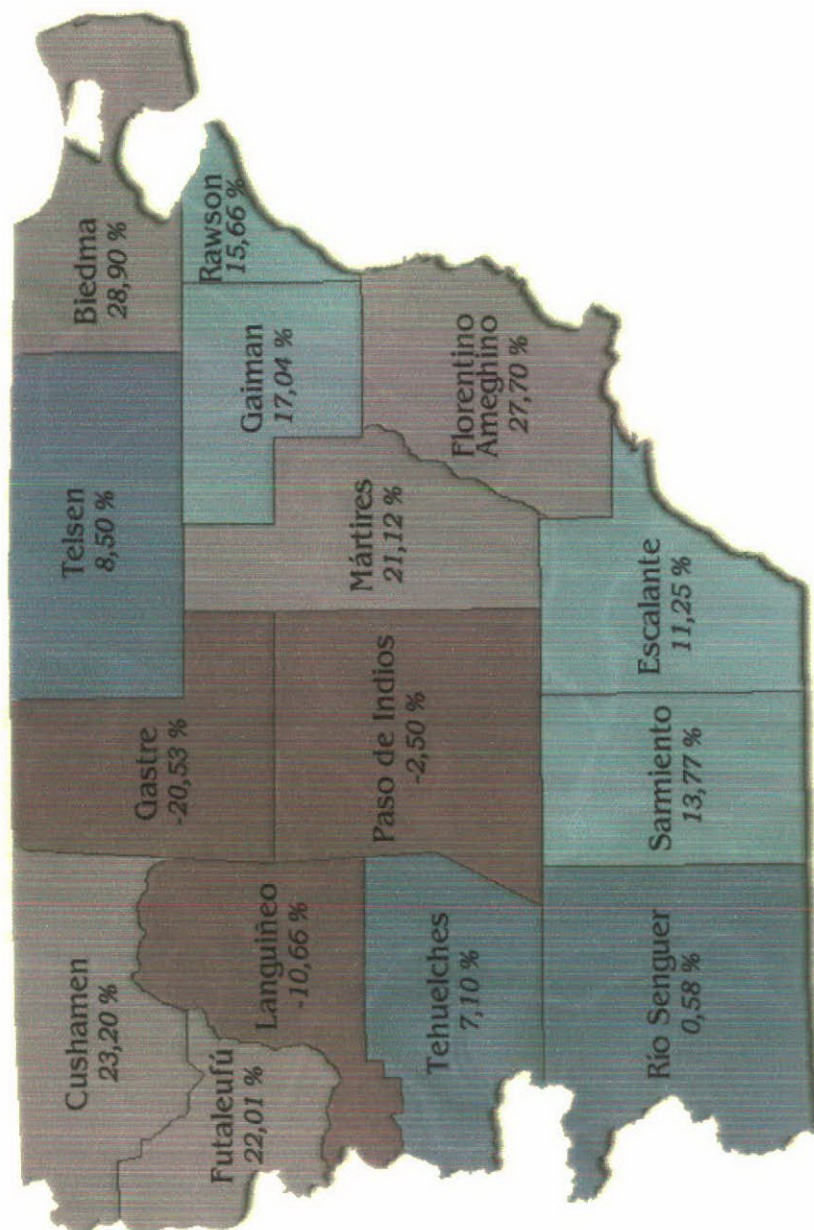 Cushamen
23,20 %
Futaleufú
22,01 %
Languiñeo
-10,66 %
Gastre
-20,53 %
Telsen
8,50 %
Biedma
28,90 %
Rawson
15,66 %
Gaiman
17,04 %
Mártires
21,12 %
Paso de Indios
-2,50 %
Florentino
Ameghino
27,70 %
Tehuelches
7,10 %
Río Senguer
0,58 %
Sarmiento
13,77 %
Escalante
11,25 %